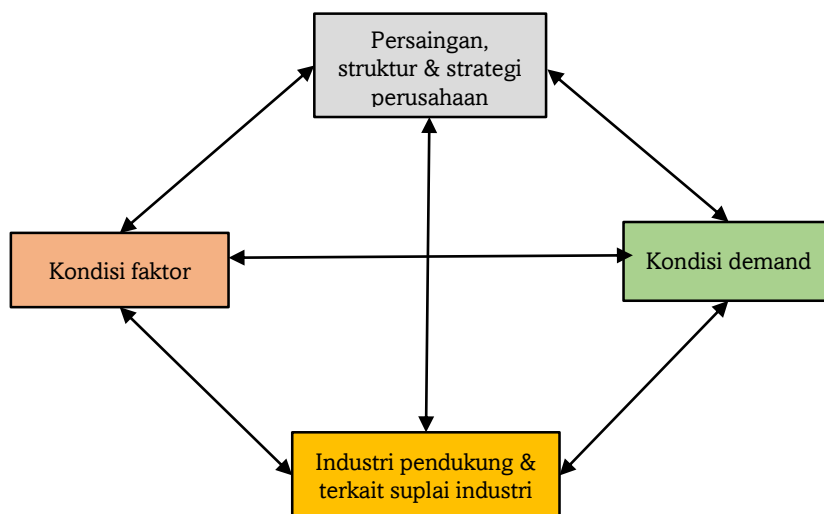 Persaingan,
struktur & strategi
perusahaan
Kondisi faktor
Kondisi demand
Industri pendukung &
terkait suplai industri